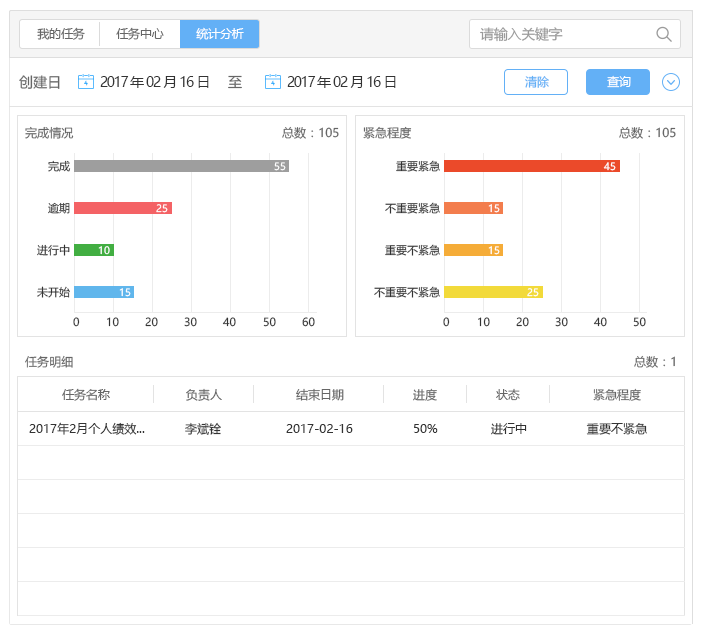 我的任务 任务中心 统计分析 请输入关键字
创建日 2017年02月16日 至 2017年02月16日 清除 查询
完成情况 总数：105
完成 55
逾期 25
进行中 10
未开始 15
0 10 20 30 40 50 60
紧急程度 总数：105
重要紧急 45
不重要紧急 15
重要不紧急 15
不重要不紧急 25
0 10 20 30 40 50
任务明细 总数：1
任务名称 负责人 结束日期 进度 状态 紧急程度
2017年2月个人绩效... 李斌铨 2017-02-16 50% 进行中 重要不紧急